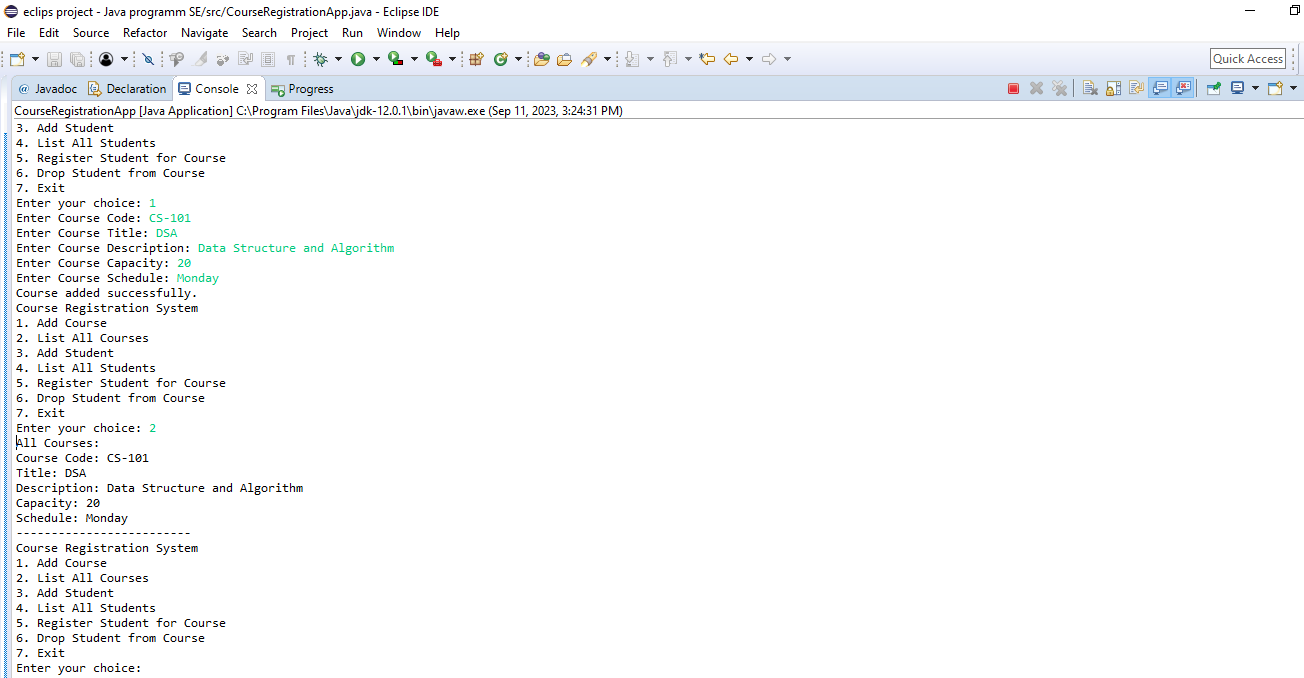 eclips project - Java programm SE/src/CourseRegistrationApp.java - Eclipse IDE
File Edit Source Refactor Navigate Search Project Run Window Help
Quick Access
@ Javadoc Declaration Console Progress
CourseRegistrationApp [Java Application] C:\Program Files\Java\jdk-12.0.1\bin\javaw.exe (Sep 11, 2023, 3:24:31 PM)
3. Add Student
4. List All Students
5. Register Student for Course
6. Drop Student from Course
7. Exit
Enter your choice: 1
Enter Course Code: CS-101
Enter Course Title: DSA
Enter Course Description: Data Structure and Algorithm
Enter Course Capacity: 20
Enter Course Schedule: Monday
Course added successfully.
Course Registration System
1. Add Course
2. List All Courses
3. Add Student
4. List All Students
5. Register Student for Course
6. Drop Student from Course
7. Exit
Enter your choice: 2
All Courses:
Course Code: CS-101
Title: DSA
Description: Data Structure and Algorithm
Capacity: 20
Schedule: Monday
-------------------------
Course Registration System
1. Add Course
2. List All Courses
3. Add Student
4. List All Students
5. Register Student for Course
6. Drop Student from Course
7. Exit
Enter your choice: